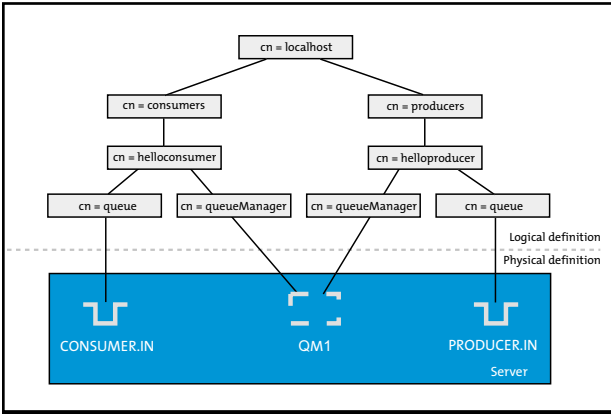 cn = localhost
cn = consumers
cn = producers
cn = helloconsumer
cn = helloproducer
cn = queue
cn = queueManager
cn = queueManager
cn = queue
Logical definition
Physical definition
CONSUMER.IN
QM1
PRODUCER.IN
Server